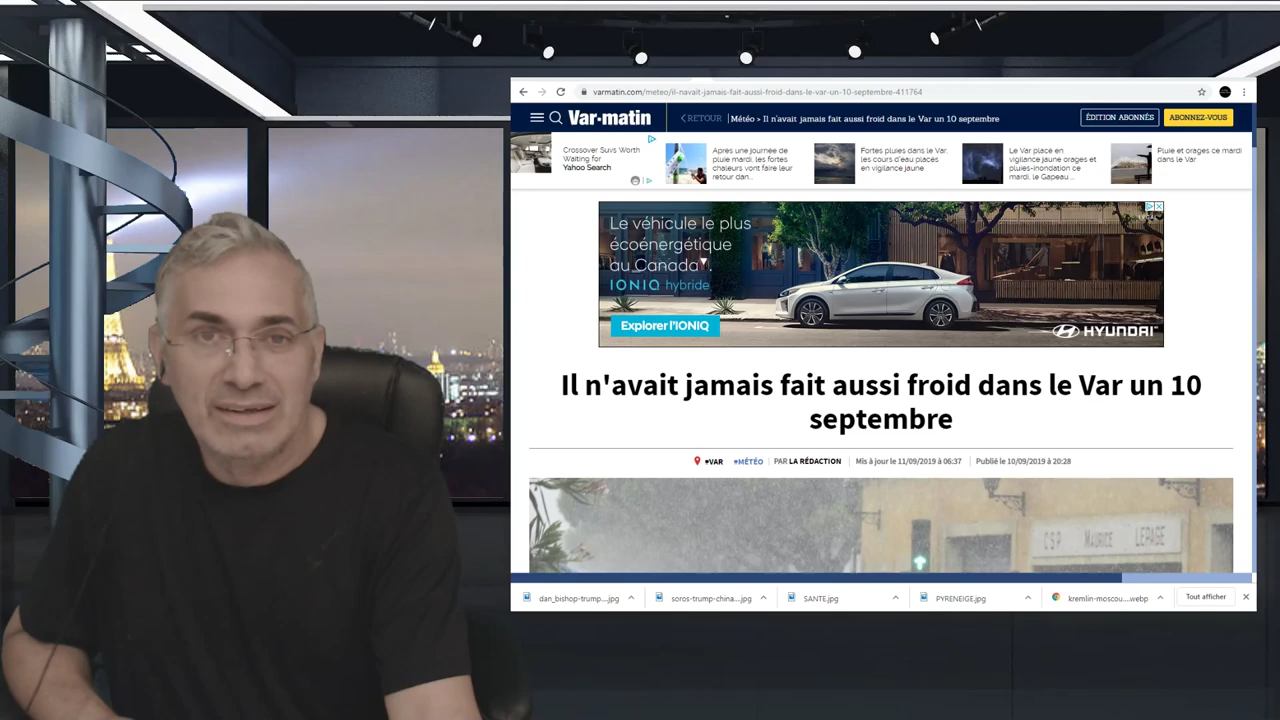 varmatin.com/meteo/il-navait-jamais-fait-aussi-froid-dans-le-var-un-10-septembre-411764
Var-matin
RETOUR
Météo > Il n'avait jamais fait aussi froid dans le Var un 10 septembre
ÉDITION ABONNÉS
ABONNEZ-VOUS
Crossover Suvs Worth
Waiting for
Yahoo Search
Après une journée de
pluie mardi, les fortes
chaleurs vont faire leur
retour dan...
Fortes pluies dans le Var,
les cours d'eau placés
en vigilance jaune
Le Var placé en
vigilance jaune orages et
pluies-inondation ce
mardi, le Gapeau ...
Pluie et orages ce mardi
dans le Var
Le véhicule le plus
écoénergétique
au Canada▼.
IONIQ hybride
Explorer l'IONIQ
HYUNDAI
Il n'avait jamais fait aussi froid dans le Var un 10
septembre
#VAR #MÉTÉO PAR LA RÉDACTION Mis à jour le 11/09/2019 à 06:37 Publié le 10/09/2019 à 20:28
CSP MAURICE LEPAGE
dan_bishop-trump....jpg
soros-trump-china....jpg
SANTE.jpg
PYRENEIGE.jpg
kremlin-moscou....webp
Tout afficher